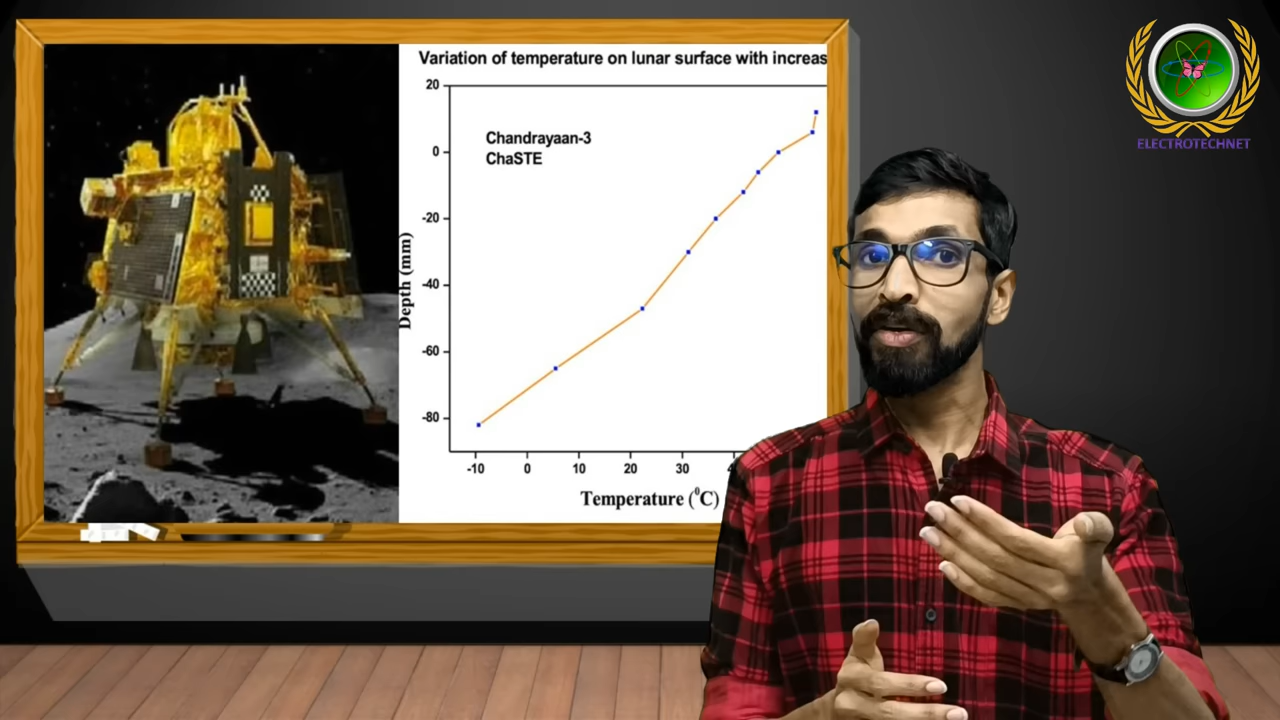 Variation of temperature on lunar surface with increas
20
Chandrayaan-3
ChaSTE
0
-20
-40
-60
-80
Depth (mm)
-10 0 10 20 30 4
Temperature (⁰C)
ELECTROTECHNET